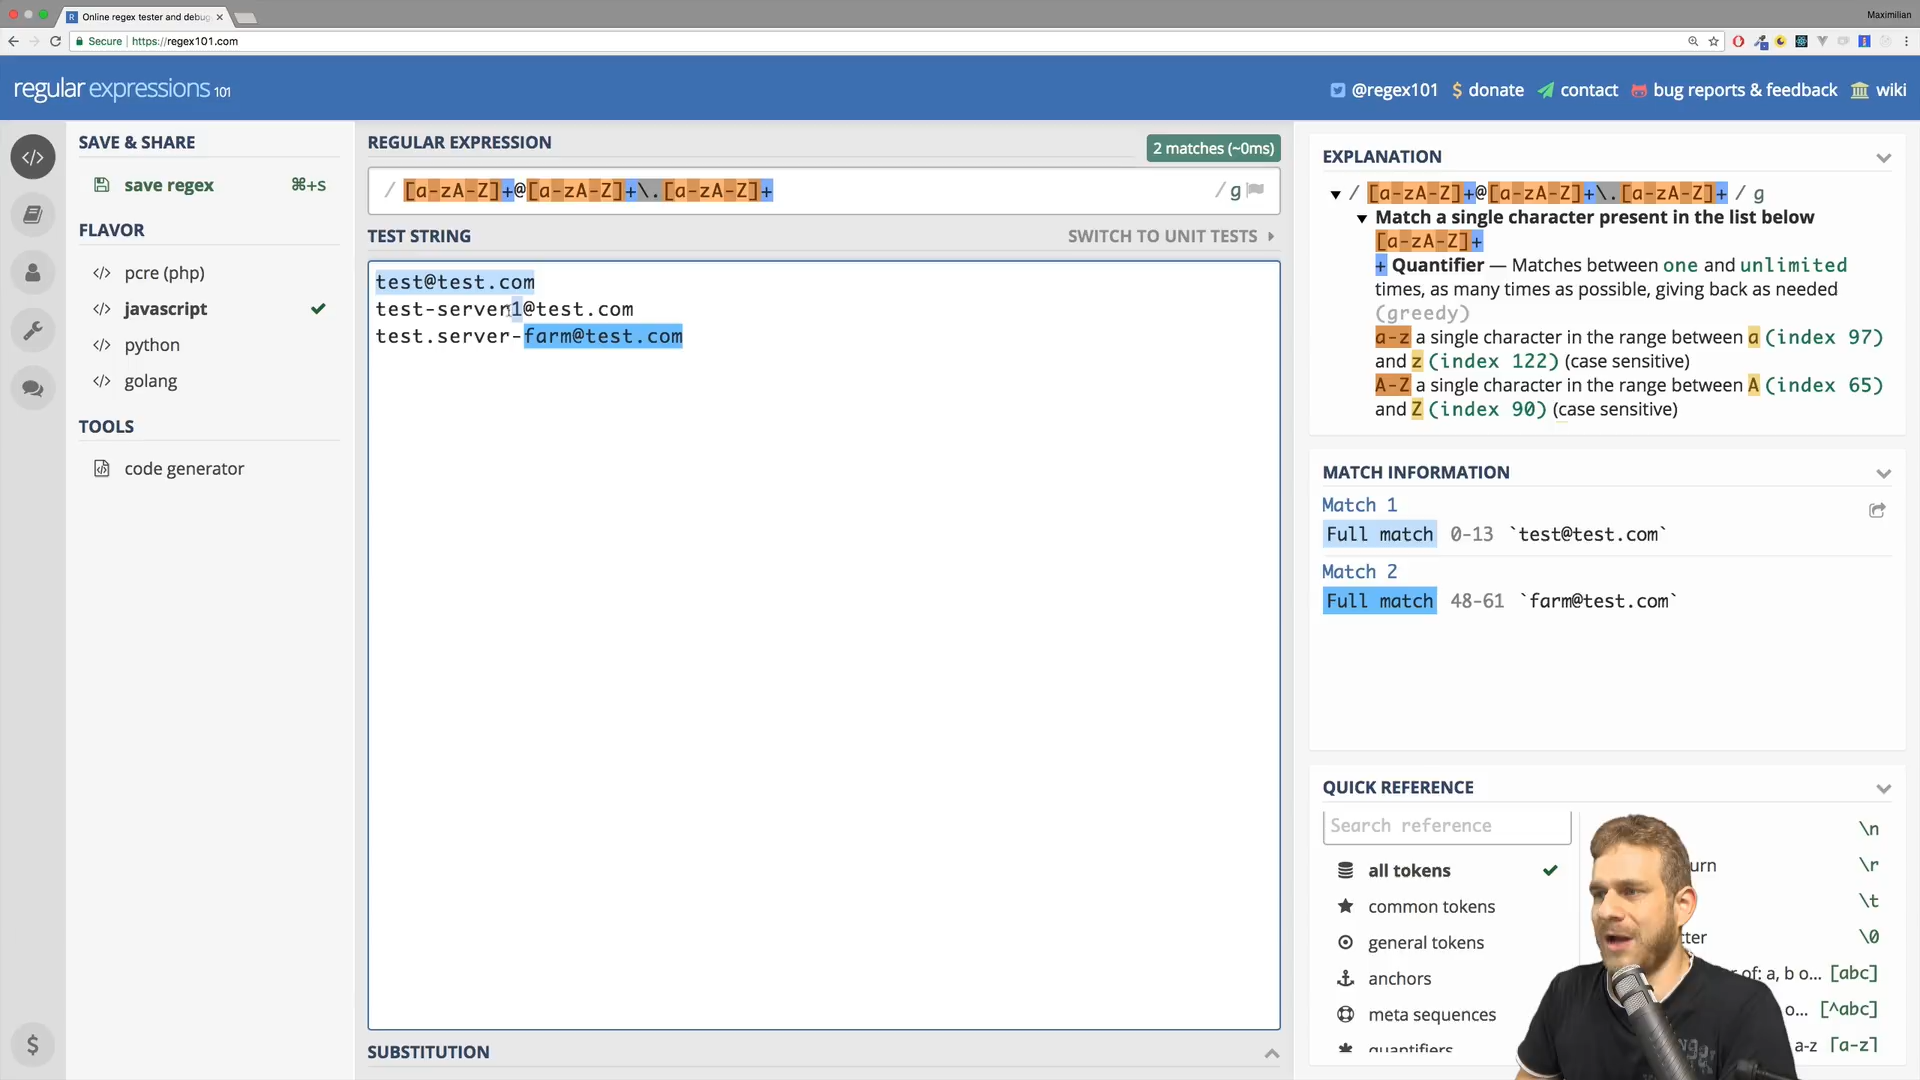 Online regex tester and debug
Maximilian
Secure https://regex101.com
regular expressions 101
@regex101
$ donate
contact
bug reports & feedback
wiki
SAVE & SHARE
save regex ⌘+S
FLAVOR
</> pcre (php)
</> javascript
</> python
</> golang
TOOLS
code generator
$
REGULAR EXPRESSION
2 matches (~0ms)
/ [a-zA-Z]+@[a-zA-Z]+\.[a-zA-Z]+ / g
TEST STRING
SWITCH TO UNIT TESTS
test@test.com
test-server1@test.com
test.server-farm@test.com
SUBSTITUTION
EXPLANATION
/ [a-zA-Z]+@[a-zA-Z]+\.[a-zA-Z]+ / g
Match a single character present in the list below
[a-zA-Z]+
+ Quantifier — Matches between one and unlimited
times, as many times as possible, giving back as needed
(greedy)
a-z a single character in the range between a (index 97)
and z (index 122) (case sensitive)
A-Z a single character in the range between A (index 65)
and Z (index 90) (case sensitive)
MATCH INFORMATION
Match 1
Full match 0-13 `test@test.com`
Match 2
Full match 48-61 `farm@test.com`
QUICK REFERENCE
Search reference
all tokens
common tokens
general tokens
anchors
meta sequences
quantifiers
\n
urn \r
\t
cter \0
of: a, b o... [abc]
o... [^abc]
a-z [a-z]